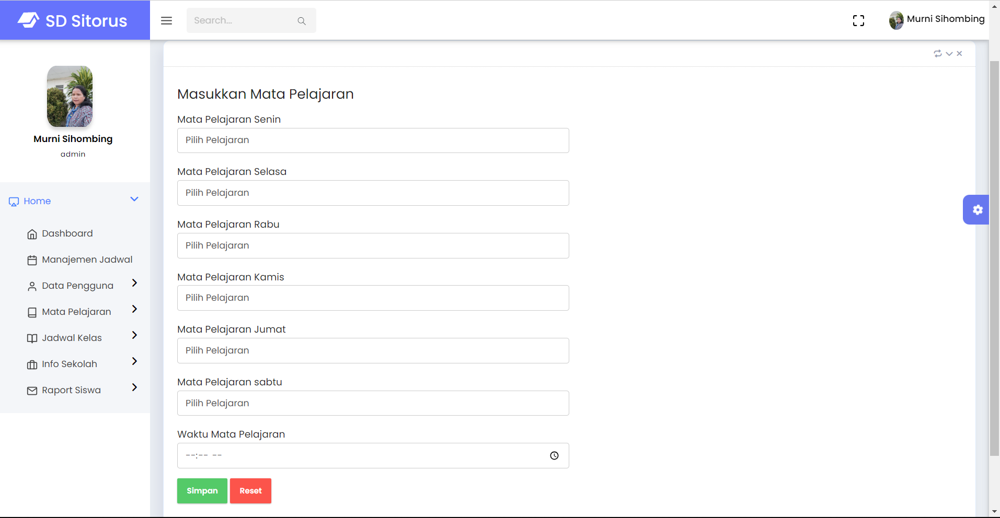 SD Sitorus
Search...
Murni Sihombing
Murni Sihombing
admin
Home
Dashboard
Manajemen Jadwal
Data Pengguna
Mata Pelajaran
Jadwal Kelas
Info Sekolah
Raport Siswa
Masukkan Mata Pelajaran
Mata Pelajaran Senin
Pilih Pelajaran
Mata Pelajaran Selasa
Pilih Pelajaran
Mata Pelajaran Rabu
Pilih Pelajaran
Mata Pelajaran Kamis
Pilih Pelajaran
Mata Pelajaran Jumat
Pilih Pelajaran
Mata Pelajaran sabtu
Pilih Pelajaran
Waktu Mata Pelajaran
--:-- --
Simpan Reset